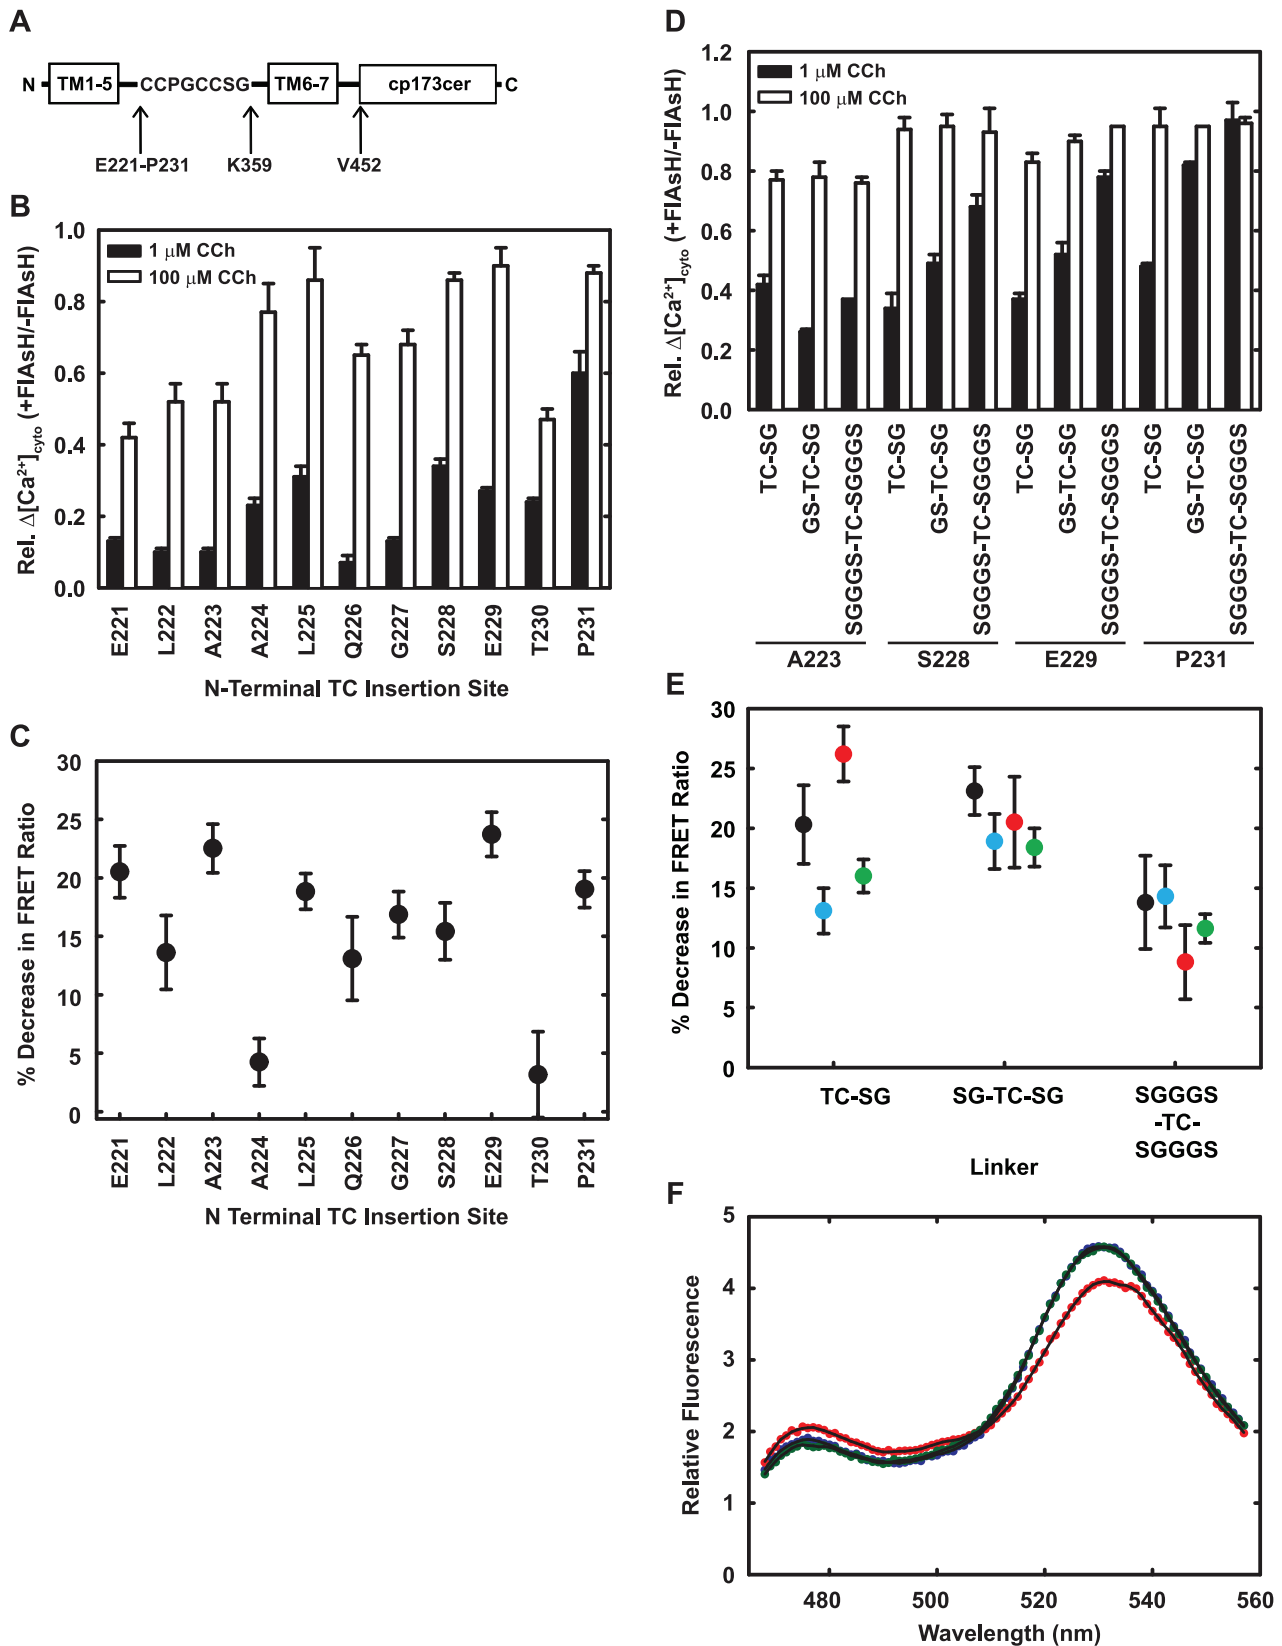 A
N
TM1-5
CCPGCCSG
TM6-7
cp173cer
C
E221-P231
K359
V452
B
1.0
0.8
0.6
0.4
0.2
0.0
Rel. Δ[Ca²⁺]cyto (+FlAsH/-FlAsH)
1 μM CCh
100 μM CCh
E221
L222
A223
A224
L225
Q226
G227
S228
E229
T230
P231
N-Terminal TC Insertion Site
C
30
25
20
15
10
5
0
% Decrease in FRET Ratio
E221
L222
A223
A224
L225
Q226
G227
S228
E229
T230
P231
N Terminal TC Insertion Site
D
1.2
1.0
0.8
0.6
0.4
0.2
0.0
Rel. Δ[Ca²⁺]cyto (+FlAsH/-FlAsH)
1 μM CCh
100 μM CCh
TC-SG
GS-TC-SG
SGGGS-TC-SGGGS
TC-SG
GS-TC-SG
SGGGS-TC-SGGGS
TC-SG
GS-TC-SG
SGGGS-TC-SGGGS
TC-SG
GS-TC-SG
SGGGS-TC-SGGGS
A223
S228
E229
P231
E
30
25
20
15
10
5
0
% Decrease in FRET Ratio
TC-SG
SG-TC-SG
SGGGS
-TC-
SGGGS
Linker
F
5
4
3
2
1
0
Relative Fluorescence
480
500
520
540
560
Wavelength (nm)